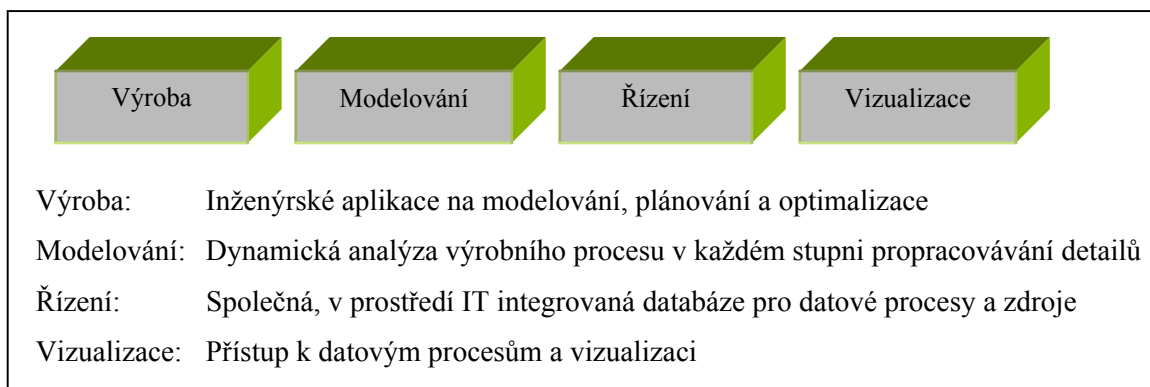 Výroba
Modelování
Řízení
Vizualizace
Výroba: Inženýrské aplikace na modelování, plánování a optimalizace
Modelování: Dynamická analýza výrobního procesu v každém stupni propracovávání detailů
Řízení: Společná, v prostředí IT integrovaná databáze pro datové procesy a zdroje
Vizualizace: Přístup k datovým procesům a vizualizaci